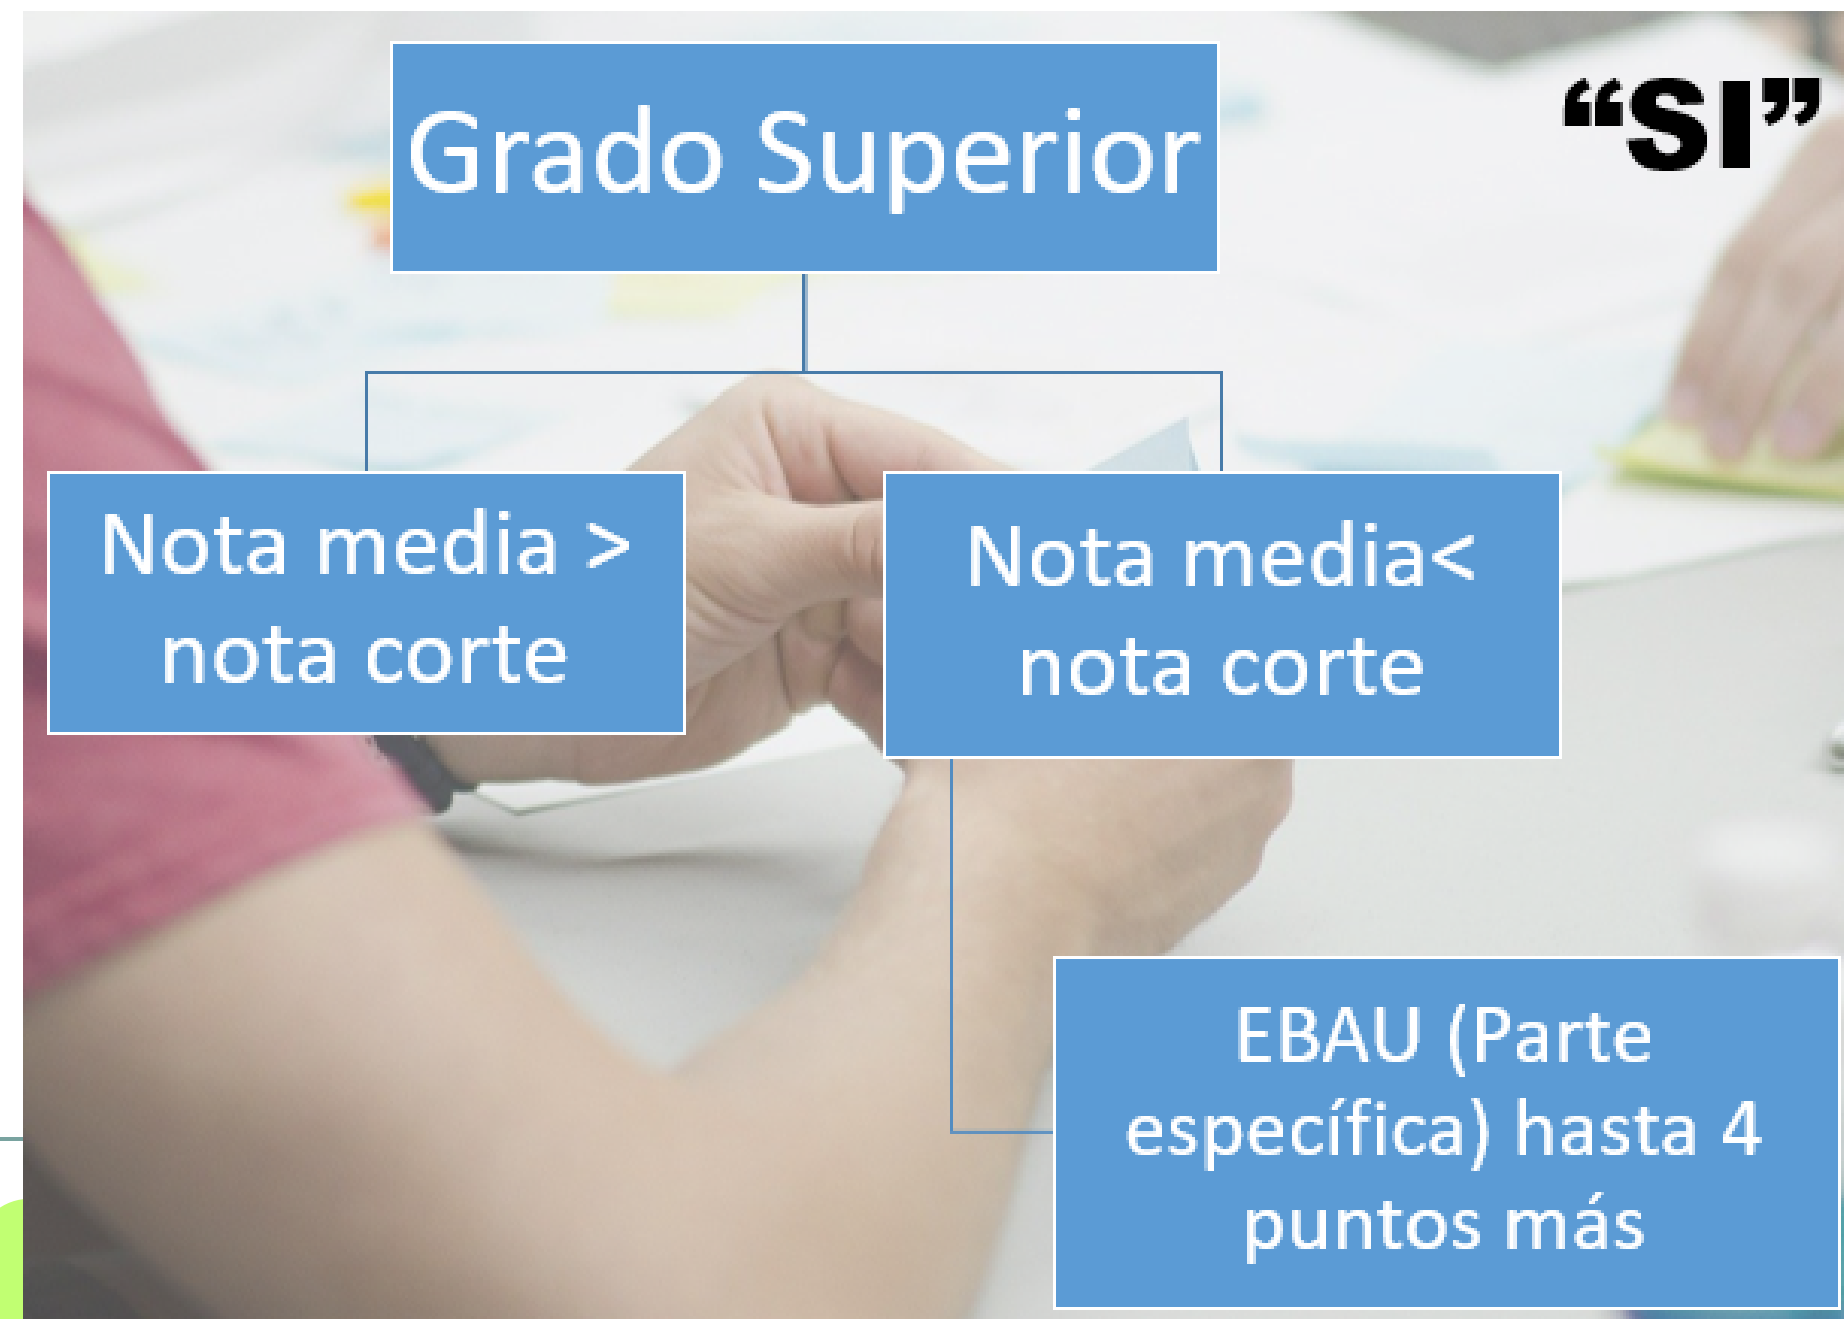 Grado Superior
“SI”
Nota media >
nota corte
Nota media<
nota corte
EBAU (Parte
específica) hasta 4
puntos más